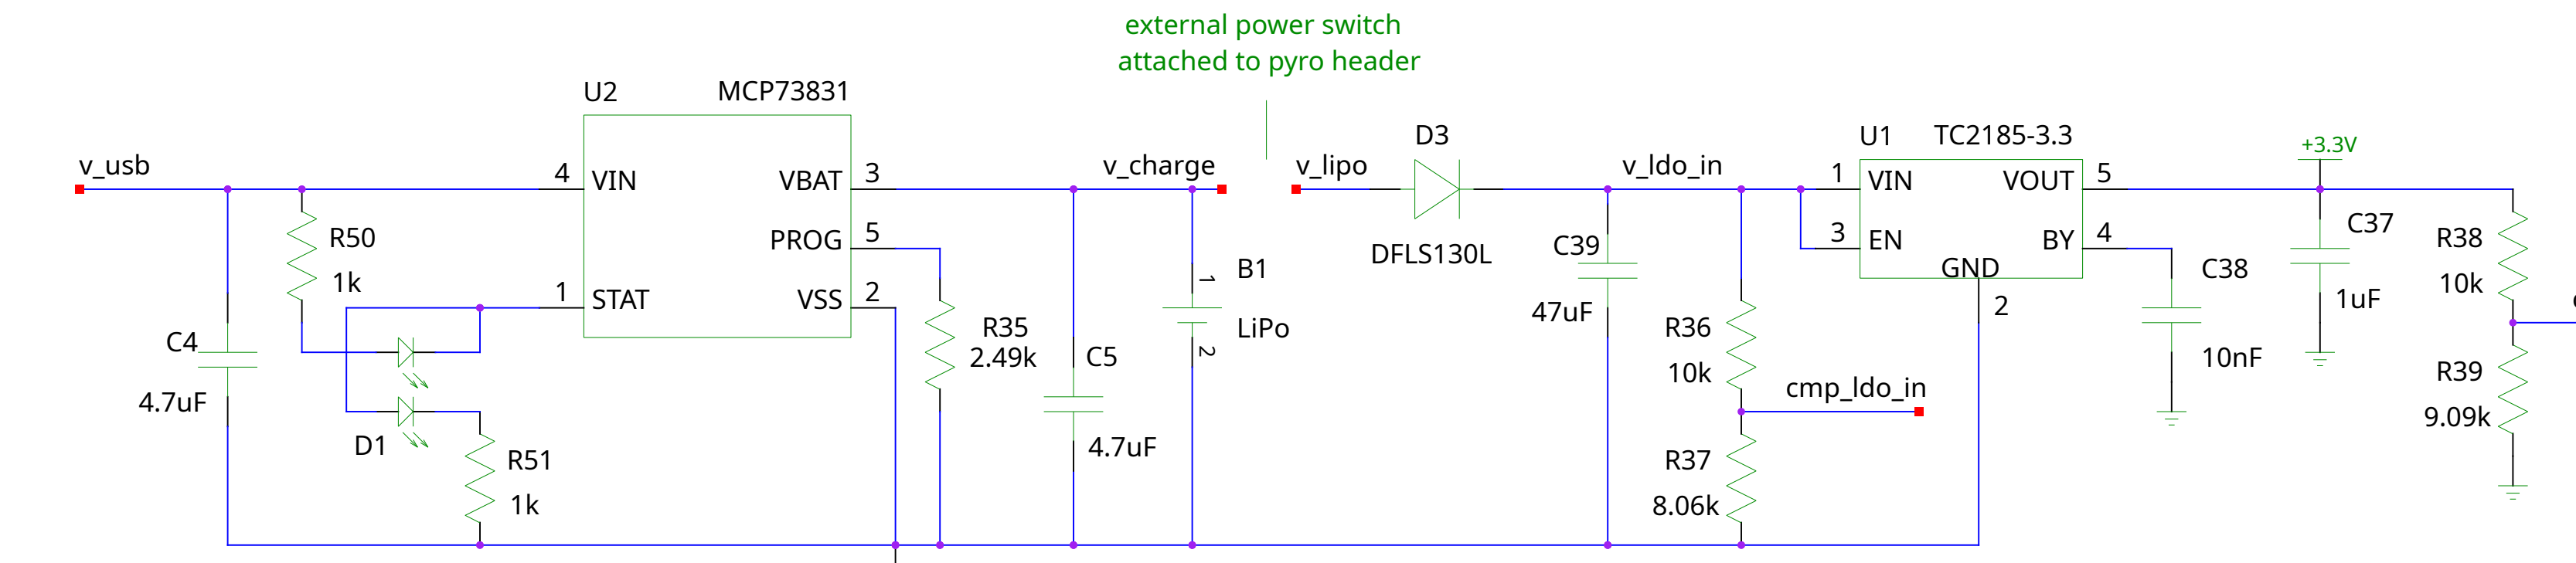 external power switch
attached to pyro header
U2 MCP73831
D3
U1 TC2185-3.3
+3.3V
v_usb
4 VIN VBAT 3
v_charge
v_lipo
v_ldo_in
1 VIN VOUT 5
R50
1k
PROG 5
3 EN BY 4
GND
2
C37
1uF
R38
10k
DFLS130L
C39
47uF
B1
LiPo
1
2
C38
10nF
1 STAT VSS 2
R35
2.49k
C4
4.7uF
C5
4.7uF
R36
10k
cmp_ldo_in
R39
9.09k
D1
R51
1k
R37
8.06k